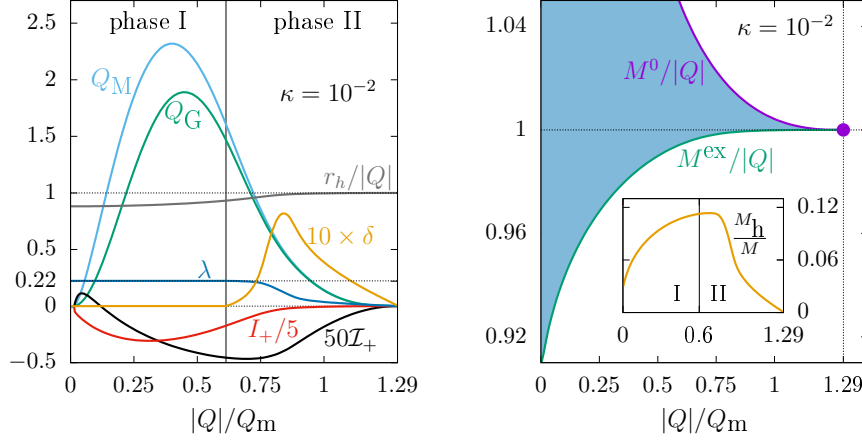 phase I phase II
2.5
2
1.5
1
0.5
0.22
0
−0.5
Q_M
Q_G
κ = 10⁻²
r_h/|Q|
10 × δ
λ
I₊/5
50ℐ₊
0 0.25 0.5 0.75 1 1.29
|Q|/Q_m
1.04
1
0.96
0.92
κ = 10⁻²
M⁰/|Q|
M^ex/|Q|
M_h/M
I II
0.12
0.06
0
0 0.6 1.29
0 0.25 0.5 0.75 1 1.29
|Q|/Q_m